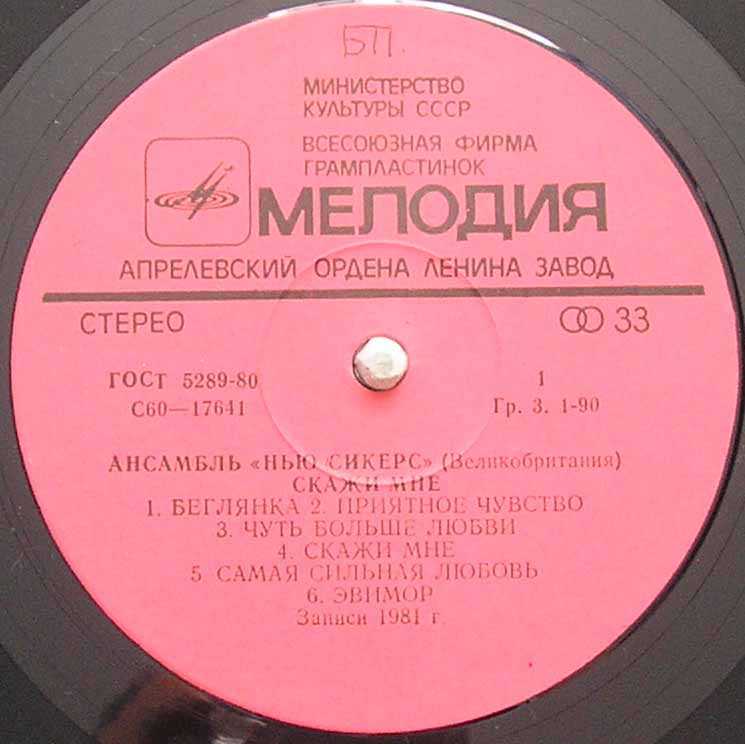 БП.
МИНИСТЕРСТВО
КУЛЬТУРЫ СССР
ВСЕСОЮЗНАЯ ФИРМА
ГРАМПЛАСТИНОК
МЕЛОДИЯ
АПРЕЛЕВСКИЙ ОРДЕНА ЛЕНИНА ЗАВОД
СТЕРЕО 33
ГОСТ 5289-80 1
С60—17641 Гр. 3. 1-90
АНСАМБЛЬ «НЬЮ СИКЕРС» (Великобритания)
СКАЖИ МНЕ
1. БЕГЛЯНКА 2. ПРИЯТНОЕ ЧУВСТВО
3. ЧУТЬ БОЛЬШЕ ЛЮБВИ
4. СКАЖИ МНЕ
5. САМАЯ СИЛЬНАЯ ЛЮБОВЬ
6. ЭВИМОР
Записи 1981 г.